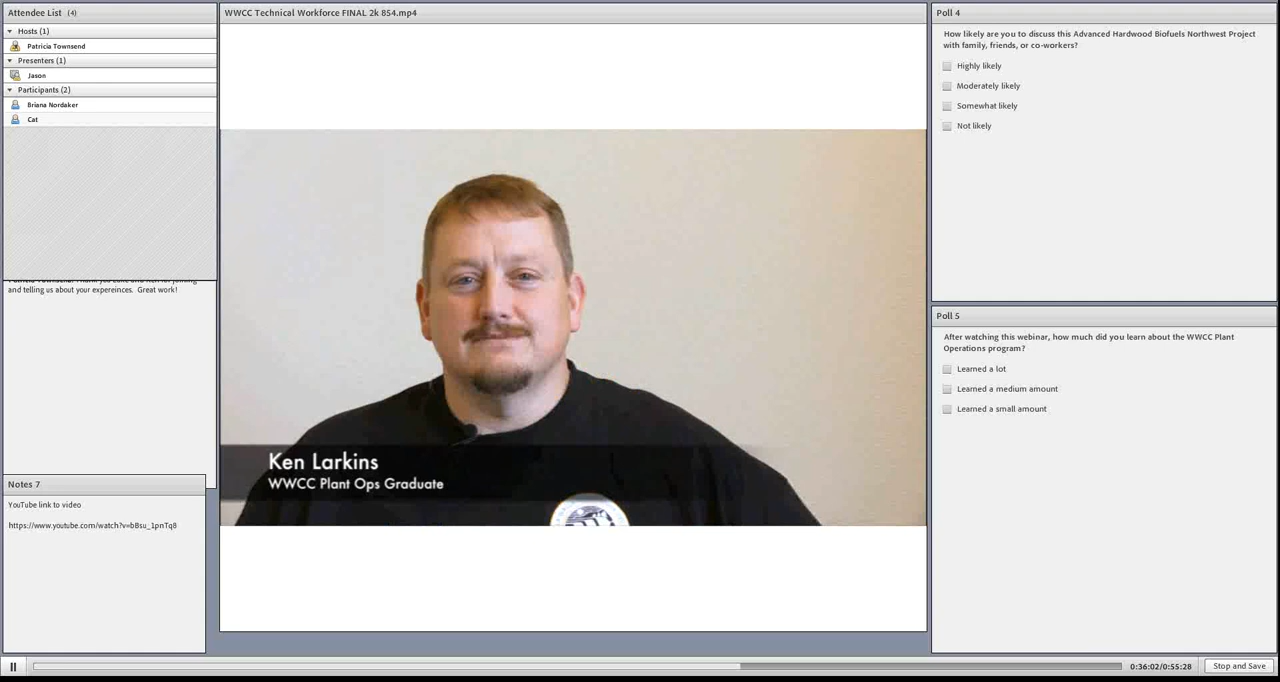 Attendee List (4)
Hosts (1)
Patricia Townsend
Presenters (1)
Jason
Participants (2)
Briana Nordaker
Cat
and telling us about your expereinces. Great work!
Notes 7
YouTube link to video
https://www.youtube.com/watch?v=bBsu_1pnTq8
WWCC Technical Workforce FINAL 2k 854.mp4
Ken Larkins
WWCC Plant Ops Graduate
Poll 4
How likely are you to discuss this Advanced Hardwood Biofuels Northwest Project
with family, friends, or co-workers?
Highly likely
Moderately likely
Somewhat likely
Not likely
Poll 5
After watching this webinar, how much did you learn about the WWCC Plant
Operations program?
Learned a lot
Learned a medium amount
Learned a small amount
0:36:02/0:55:28
Stop and Save